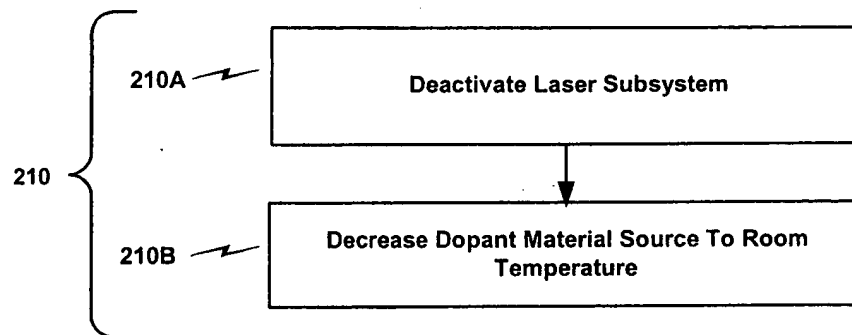 210A
Deactivate Laser Subsystem
210
210B
Decrease Dopant Material Source To Room
Temperature